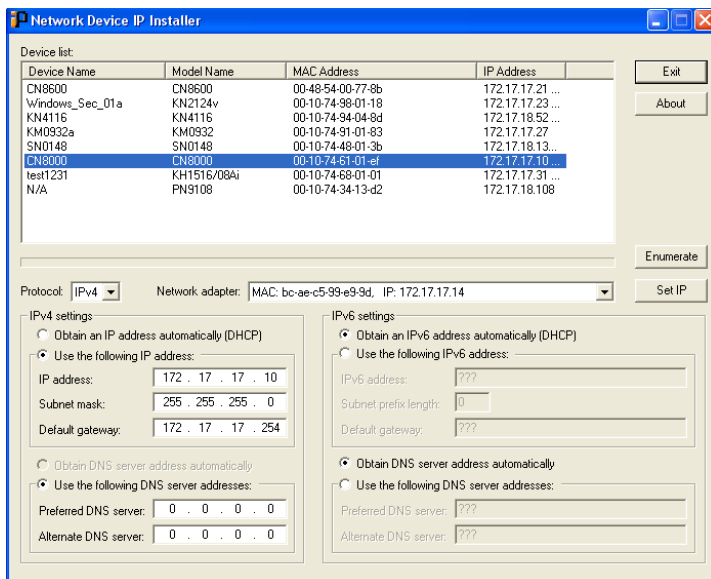 Network Device IP Installer
Device list:
Device Name Model Name MAC Address IP Address
CN8600 CN8600 00-48-54-00-77-8b 172.17.17.21 ...
Windows_Sec_01a KN2124v 00-10-74-98-01-18 172.17.17.23 ...
KN4116 KN4116 00-10-74-94-04-8d 172.17.18.52 ...
KM0932a KM0932 00-10-74-91-01-83 172.17.17.27
SN0148 SN0148 00-10-74-48-01-3b 172.17.18.13...
CN8000 CN8000 00-10-74-61-01-ef 172.17.17.10 ...
test1231 KH1516/08Ai 00-10-74-68-01-01 172.17.17.31 ...
N/A PN9108 00-10-74-34-13-d2 172.17.18.108
Exit
About
Enumerate
Set IP
Protocol: IPv4 Network adapter: MAC: bc-ae-c5-99-e9-9d, IP: 172.17.17.14
IPv4 settings
Obtain an IP address automatically (DHCP)
Use the following IP address:
IP address: 172 . 17 . 17 . 10
Subnet mask: 255 . 255 . 255 . 0
Default gateway: 172 . 17 . 17 . 254
Obtain DNS server address automatically
Use the following DNS server addresses:
Preferred DNS server: 0 . 0 . 0 . 0
Alternate DNS server: 0 . 0 . 0 . 0
IPv6 settings
Obtain an IPv6 address automatically (DHCP)
Use the following IPv6 address:
IPv6 address: ???
Subnet prefix length: 0
Default gateway: ???
Obtain DNS server address automatically
Use the following DNS server addresses:
Preferred DNS server: ???
Alternate DNS server: ???